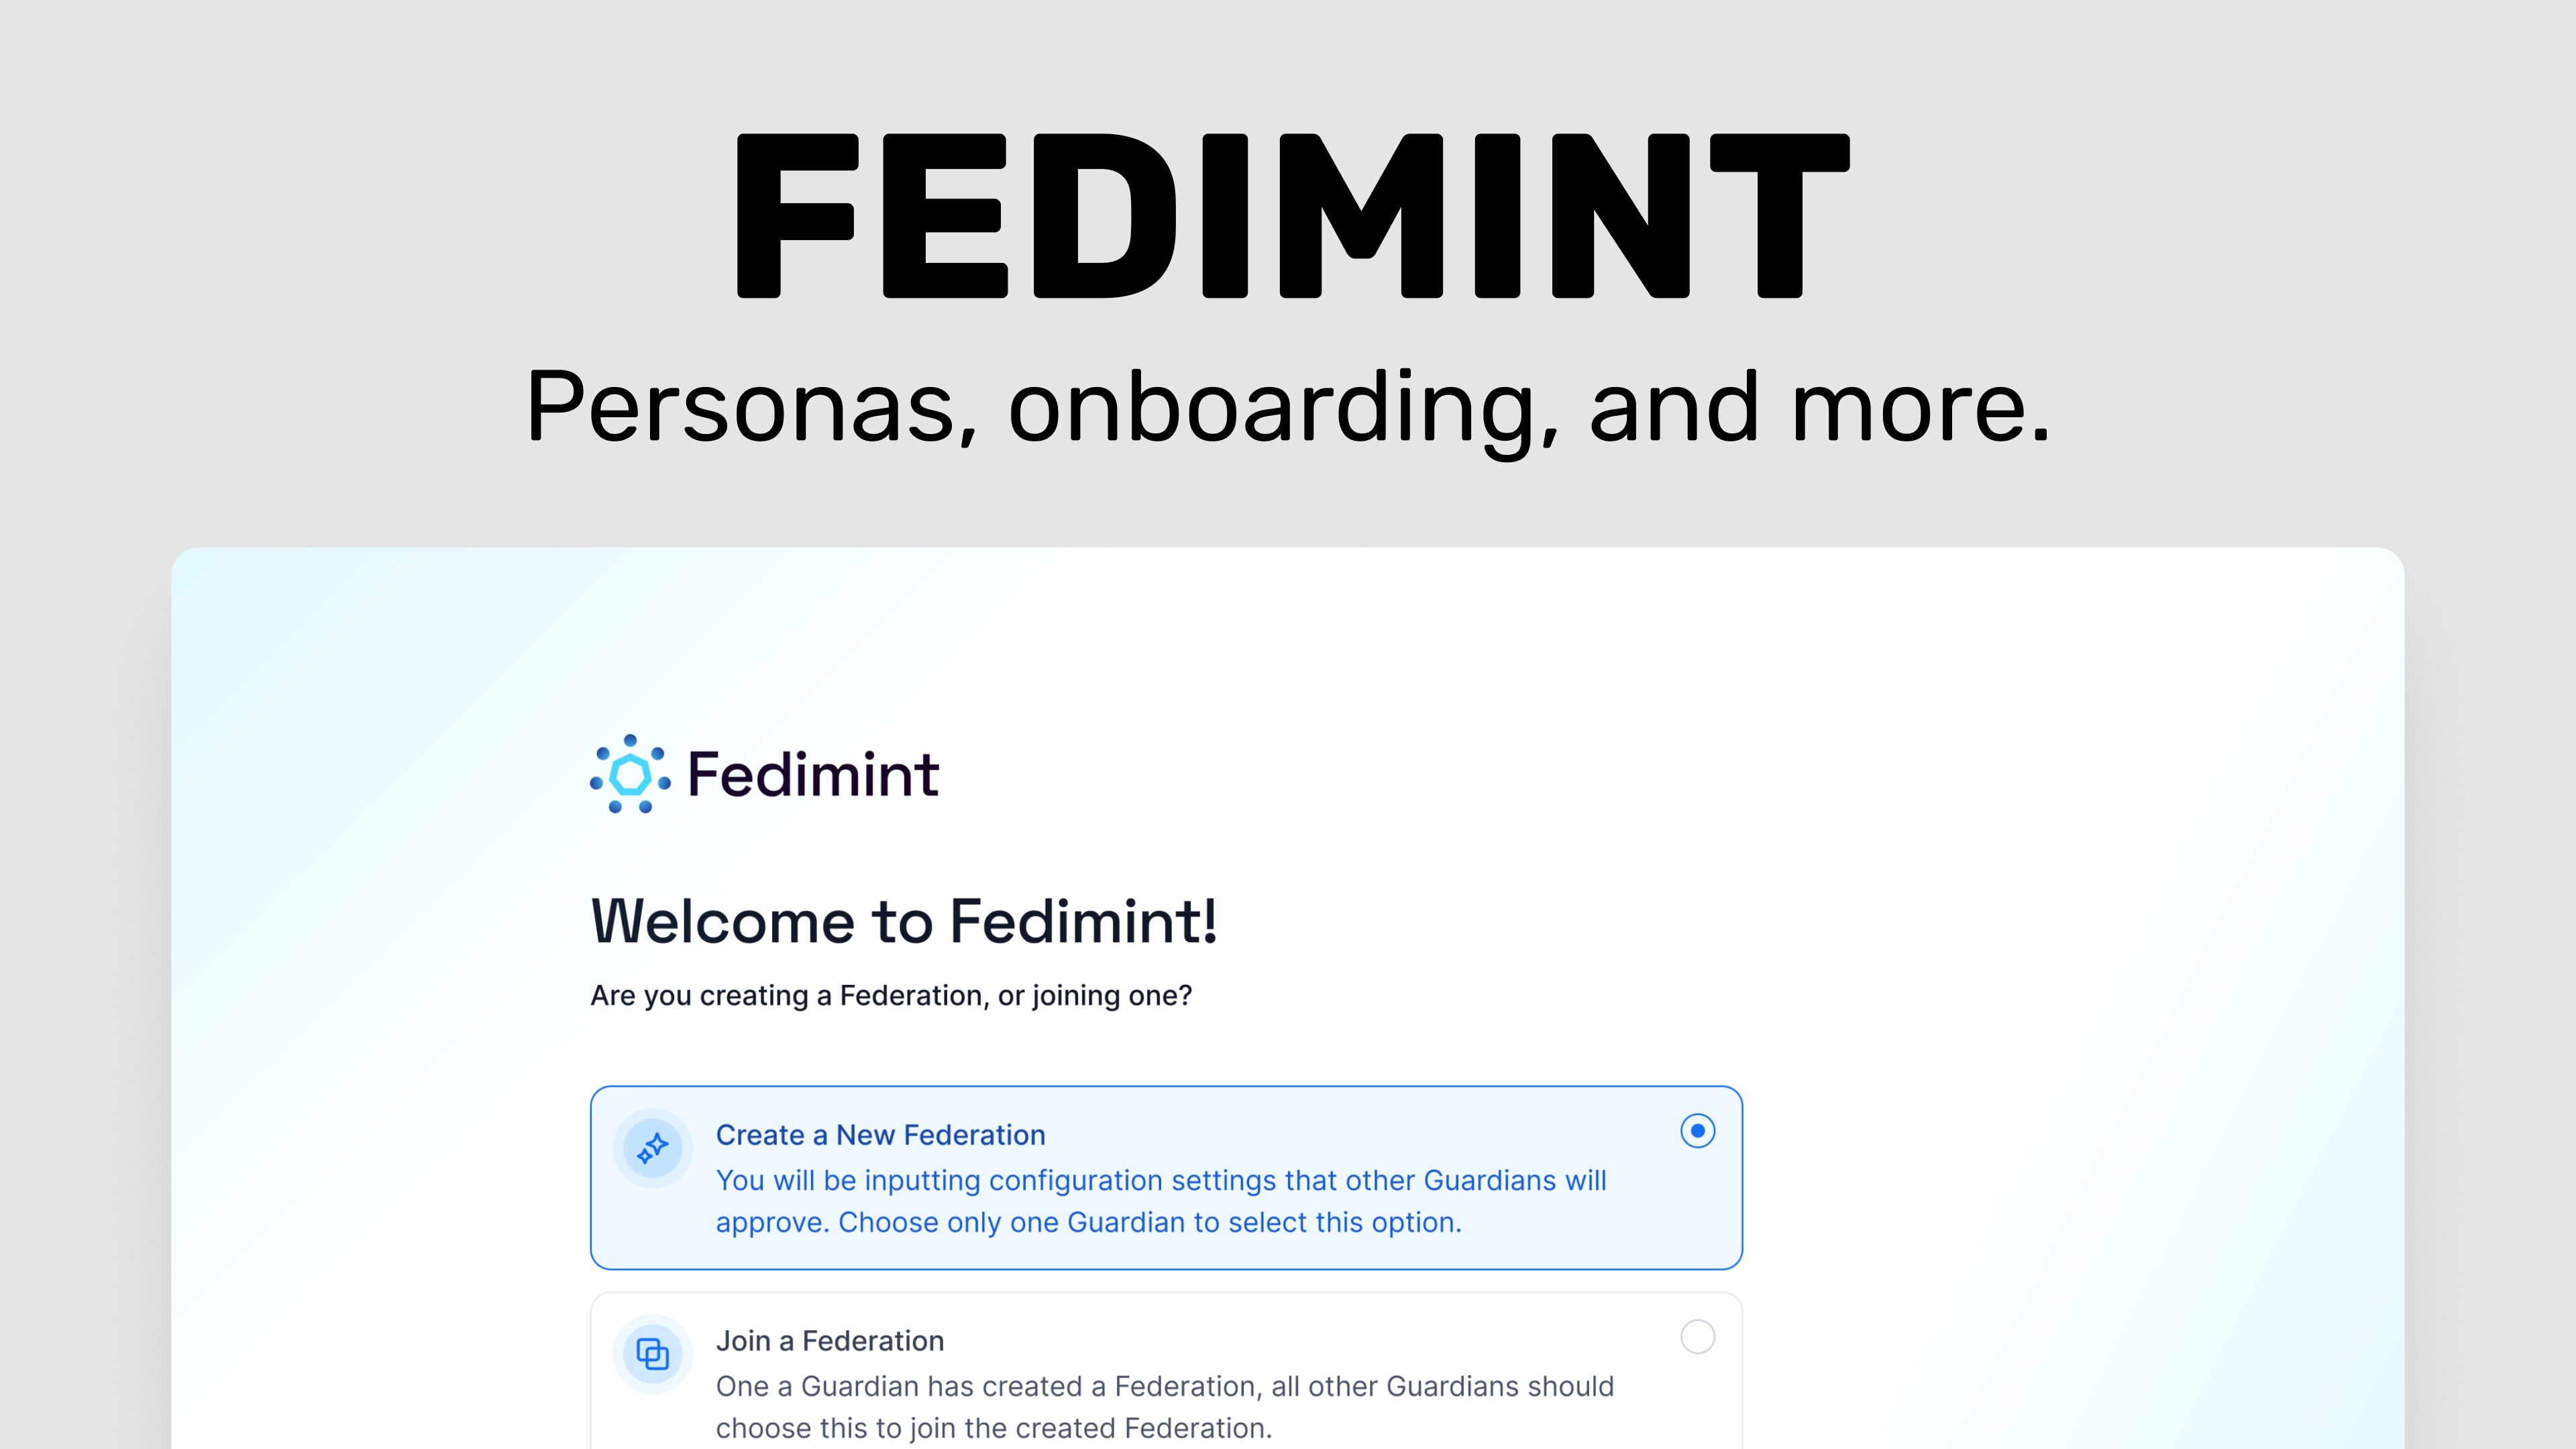 FEDIMINT
Personas, onboarding, and more.
Fedimint
Welcome to Fedimint!
Are you creating a Federation, or joining one?
Create a New Federation
You will be inputting configuration settings that other Guardians will
approve. Choose only one Guardian to select this option.
Join a Federation
One a Guardian has created a Federation, all other Guardians should
choose this to join the created Federation.